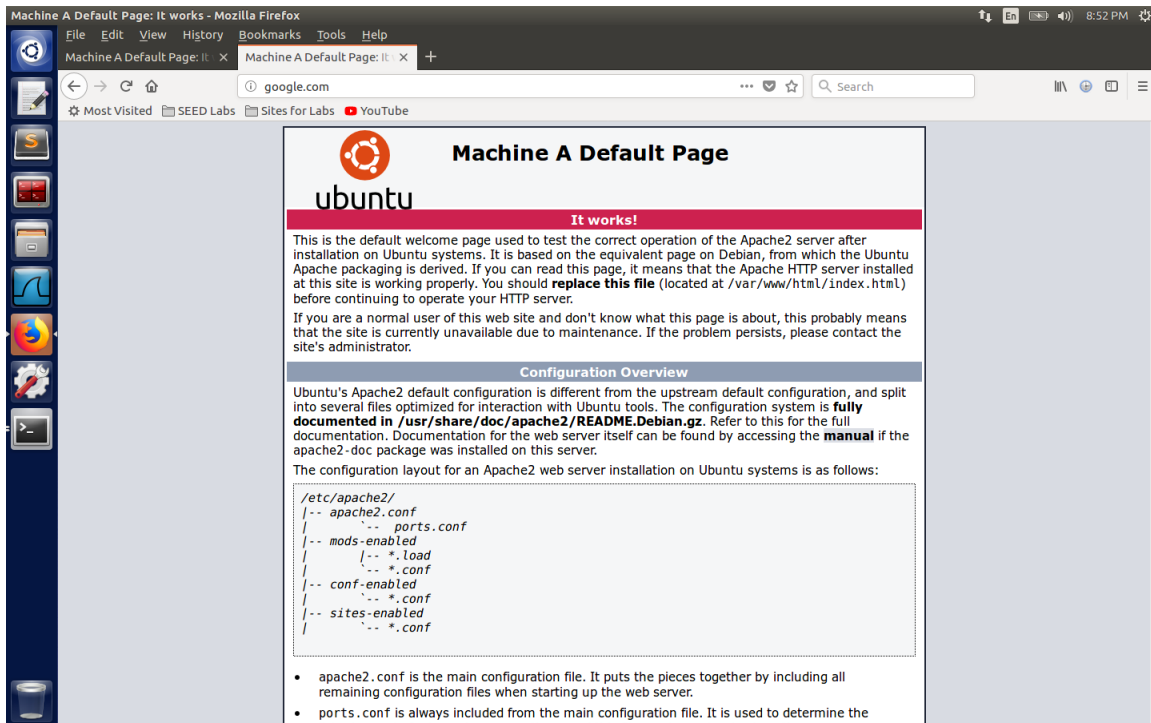 Machine A Default Page: It works - Mozilla Firefox
En
8:52 PM
File Edit View History Bookmarks Tools Help
Machine A Default Page: It
Machine A Default Page: It
google.com
Search
Most Visited SEED Labs Sites for Labs YouTube
ubuntu
Machine A Default Page
It works!
This is the default welcome page used to test the correct operation of the Apache2 server after
installation on Ubuntu systems. It is based on the equivalent page on Debian, from which the Ubuntu
Apache packaging is derived. If you can read this page, it means that the Apache HTTP server installed
at this site is working properly. You should replace this file (located at /var/www/html/index.html)
before continuing to operate your HTTP server.
If you are a normal user of this web site and don't know what this page is about, this probably means
that the site is currently unavailable due to maintenance. If the problem persists, please contact the
site's administrator.
Configuration Overview
Ubuntu's Apache2 default configuration is different from the upstream default configuration, and split
into several files optimized for interaction with Ubuntu tools. The configuration system is fully
documented in /usr/share/doc/apache2/README.Debian.gz. Refer to this for the full
documentation. Documentation for the web server itself can be found by accessing the manual if the
apache2-doc package was installed on this server.
The configuration layout for an Apache2 web server installation on Ubuntu systems is as follows:
/etc/apache2/
|-- apache2.conf
|       `--  ports.conf
|-- mods-enabled
|       |-- *.load
|       `-- *.conf
|-- conf-enabled
|       `-- *.conf
|-- sites-enabled
|       `-- *.conf
• apache2.conf is the main configuration file. It puts the pieces together by including all
remaining configuration files when starting up the web server.
• ports.conf is always included from the main configuration file. It is used to determine the